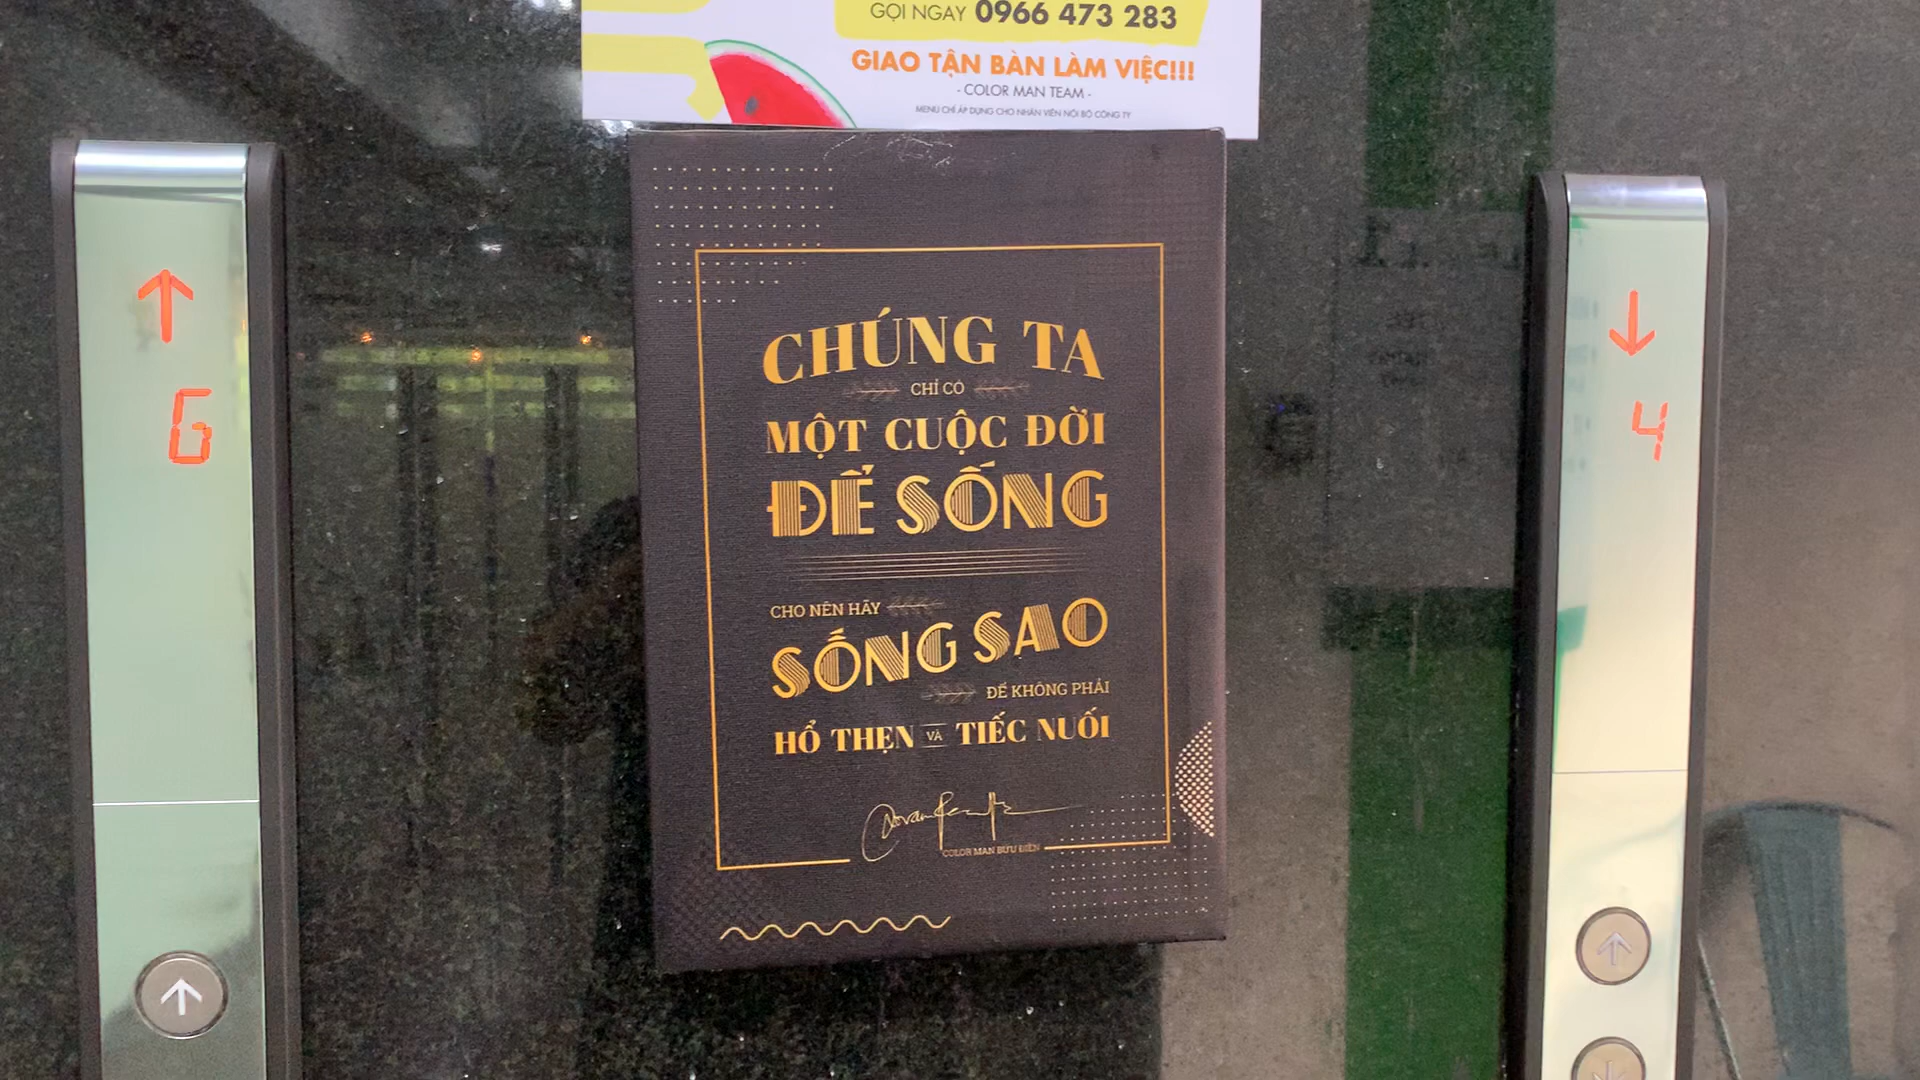 GỌI NGAY 0966 473 283
GIAO TẬN BÀN LÀM VIỆC!!!
- COLOR MAN TEAM -
MENU CHỈ ÁP DỤNG CHO NHÂN VIÊN NỘI BỘ CÔNG TY
G
4
CHÚNG TA
CHỈ CÓ
MỘT CUỘC ĐỜI
ĐỂ SỐNG
CHO NÊN HÃY
SỐNG SAO
ĐỂ KHÔNG PHẢI
HỔ THẸN VÀ TIẾC NUỐI
COLOR MAN BỬU ĐIỀN